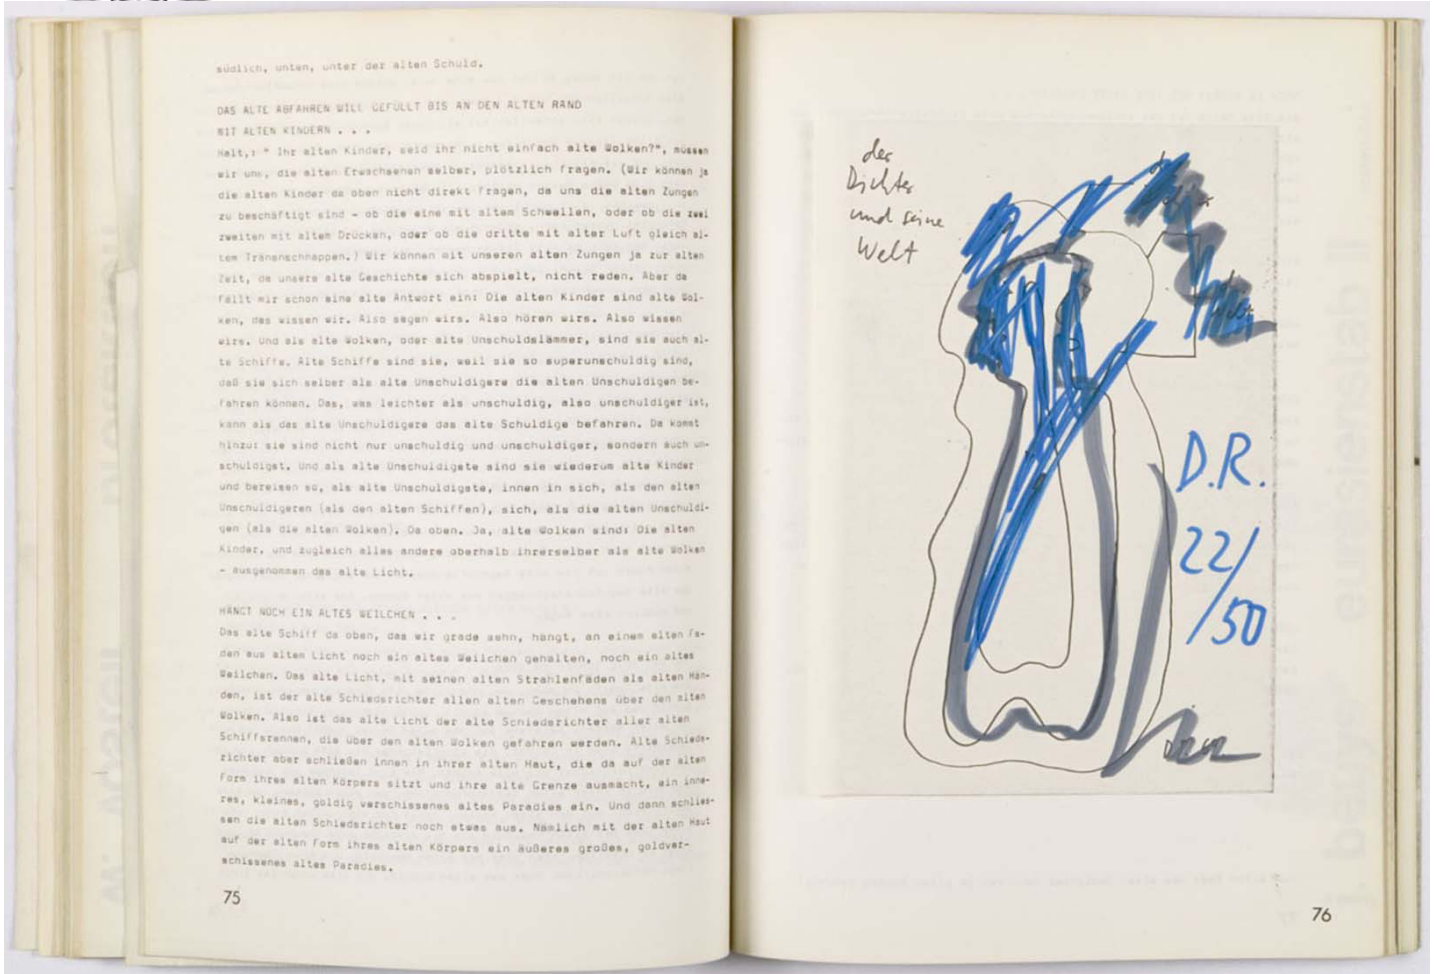 südlich, unten, unter der alten Schuld.
DAS ALTE ABFAHREN WILL GEFÜLLT BIS AN DEN ALTEN RAND
MIT ALTEN KINDERN . . .
Halt,: " Ihr alten Kinder, seid ihr nicht einfach alte Wolken?", müssen
wir uns, die alten Erwachsenen selber, plötzlich fragen. (Wir können ja
die alten Kinder da oben nicht direkt fragen, da uns die alten Zungen
zu beschäftigt sind - ob die eine mit altem Schwellen, oder ob die zwei
zweiten mit altem Drücken, oder ob die dritte mit alter Luft gleich al-
tem Tränenschnappen.) Wir können mit unseren alten Zungen ja zur alten
Zeit, da unsere alte Geschichte sich abspielt, nicht reden. Aber da
fällt mir schon eine alte Antwort ein: Die alten Kinder sind alte Wol-
ken, das wissen wir. Also sagen wirs. Also hören wirs. Also wissen
wirs. Und als alte Wolken, oder alte Unschuldslämmer, sind sie auch al-
te Schiffe. Alte Schiffe sind sie, weil sie so superunschuldig sind,
daß sie sich selber als alte Unschuldigere die alten Unschuldigen be-
fahren können. Das, was leichter als unschuldig, also unschuldiger ist,
kann als das alte Unschuldigere das alte Schuldige befahren. Da kommt
hinzu: sie sind nicht nur unschuldig und unschuldiger, sondern auch un-
schuldigst. Und als alte Unschuldigste sind sie wiederum alte Kinder
und bereisen so, als alte Unschuldigste, innen in sich, als den alten
Unschuldigeren (als den alten Schiffen), sich, als die alten Unschuldi-
gen (als die alten Wolken). Da oben. Ja, alte Wolken sind: Die alten
Kinder, und zugleich alles andere oberhalb ihrerselber als alte Wolken
- ausgenommen das alte Licht.
HÄNGT NOCH EIN ALTES WEILCHEN . . .
Das alte Schiff da oben, das wir grade sehn, hängt, an einem alten Fa-
den aus altem Licht noch ein altes Weilchen gehalten, noch ein altes
Weilchen. Das alte Licht, mit seinen alten Strahlenfäden als alten Hän-
den, ist der alte Schiedsrichter allen alten Geschehens über den alten
Wolken. Also ist das alte Licht der alte Schiedsrichter aller alten
Schiffsrennen, die über den alten Wolken gefahren werden. Alte Schieds-
richter aber schließen innen in ihrer alten Haut, die da auf der alten
Form ihres alten Körpers sitzt und ihre alte Grenze ausmacht, ein inne-
res, kleines, goldig verschissenes altes Paradies ein. Und dann schlies-
sen die alten Schiedsrichter noch etwas aus. Nämlich mit der alten Haut
auf der alten Form ihres alten Körpers ein äußeres großes, goldver-
schissenes altes Paradies.
75
der
Dichter
und seine
Welt
D.R.
22/
/50
76